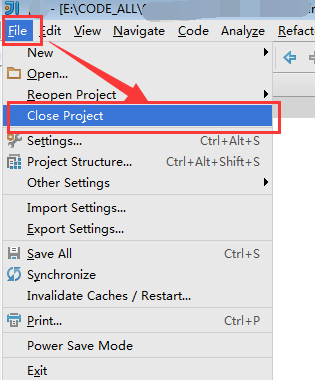 - [E:\CODE_ALL\
File Edit View Navigate Code Analyze Refact
New
Open...
Reopen Project
Close Project
Settings... Ctrl+Alt+S
Project Structure... Ctrl+Alt+Shift+S
Other Settings
Import Settings...
Export Settings...
Save All Ctrl+S
Synchronize
Invalidate Caches / Restart...
Print... Ctrl+P
Power Save Mode
Exit